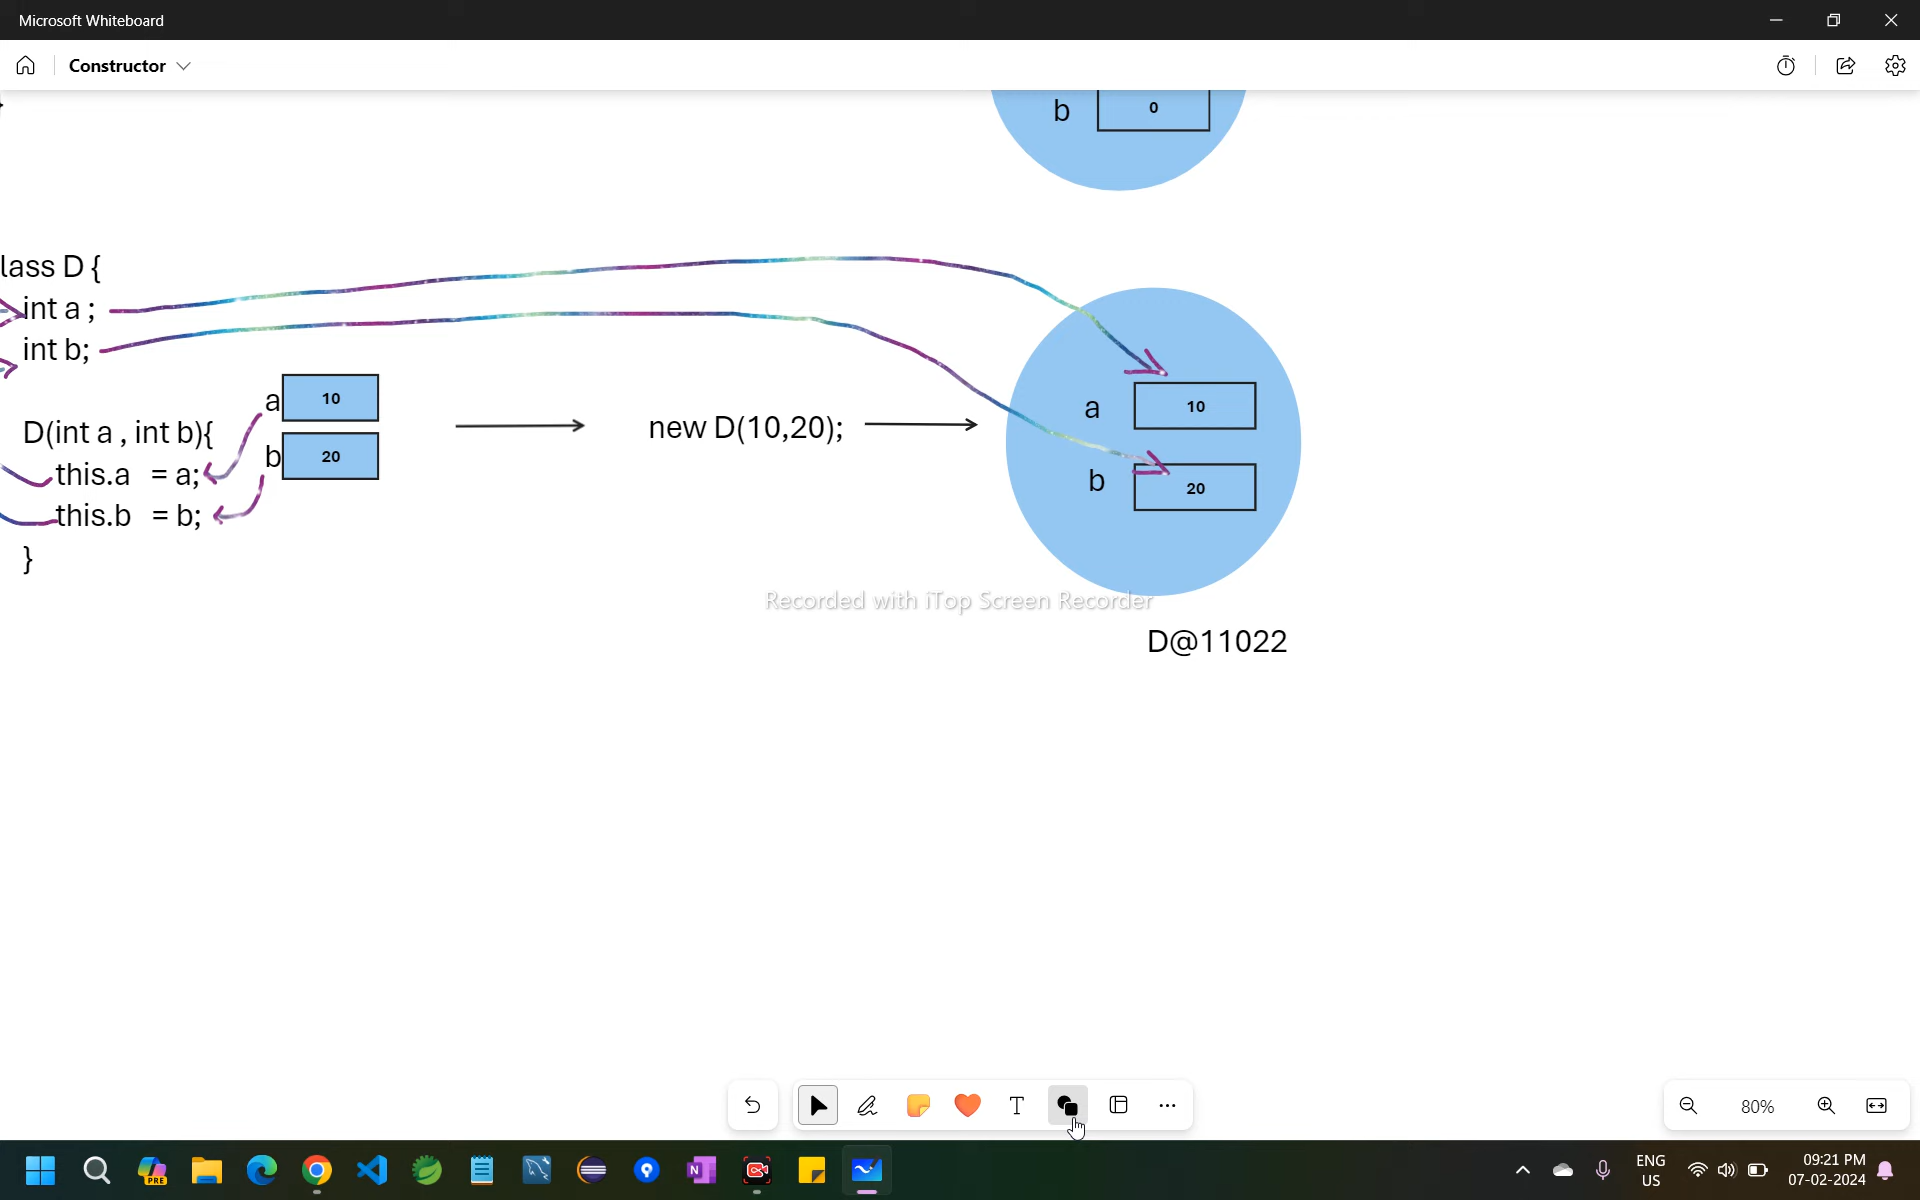 Microsoft Whiteboard
Constructor
b 0
lass D {
int a ;
int b;
a 10
D(int a , int b){
b 20
this.a = a;
this.b = b;
}
new D(10,20);
a 10
b 20
Recorded with iTop Screen Recorder
D@11022
80%
PRE
N
ENG
US
09:21 PM
07-02-2024